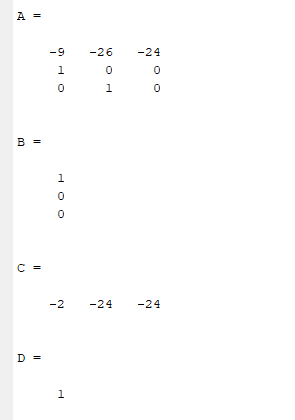 A =
-9 -26 -24
1 0 0
0 1 0
B =
1
0
0
C =
-2 -24 -24
D =
1